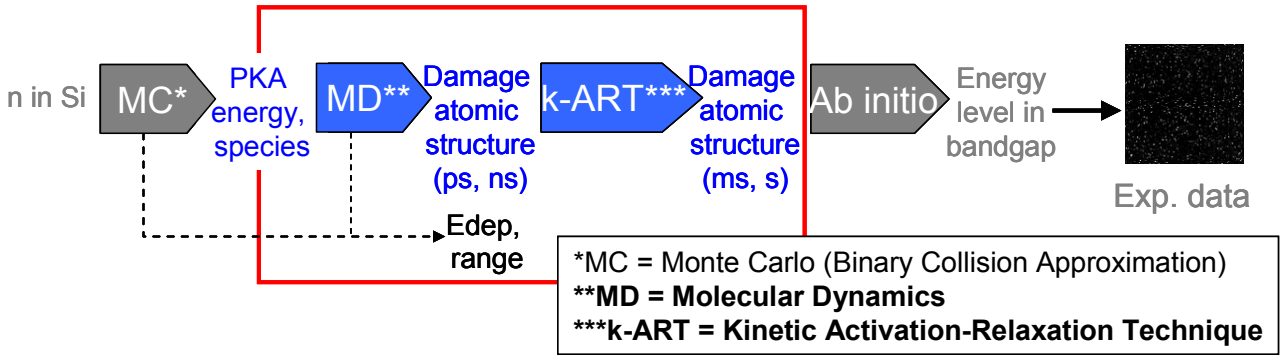 n in Si
MC*
PKA
energy,
species
MD**
Damage
atomic
structure
(ps, ns)
k-ART***
Damage
atomic
structure
(ms, s)
Ab initio
Energy
level in
bandgap
Exp. data
Edep,
range
*MC = Monte Carlo (Binary Collision Approximation)
**MD = Molecular Dynamics
***k-ART = Kinetic Activation-Relaxation Technique